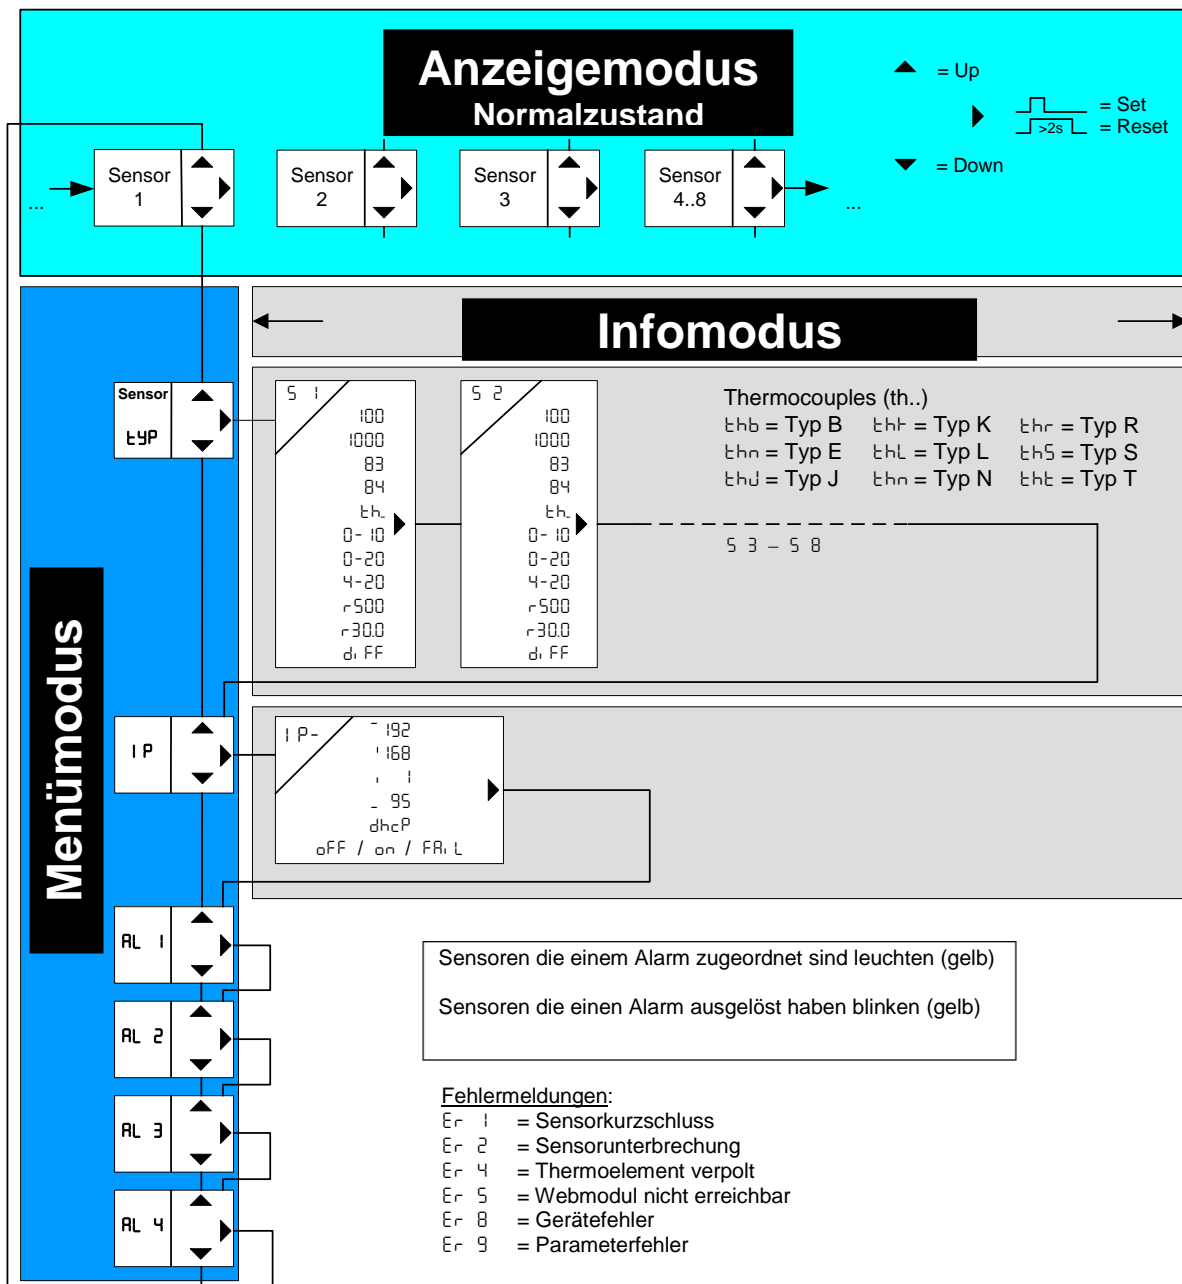 Anzeigemodus
Normalzustand
= Up
= Set
>2s = Reset
= Down
Sensor 1
Sensor 2
Sensor 3
Sensor 4..8
...
...
Infomodus
Menümodus
Sensor
tYP
S 1
100
1000
83
84
th_
0-10
0-20
4-20
r500
r30.0
diFF
S 2
100
1000
83
84
th_
0-10
0-20
4-20
r500
r30.0
diFF
Thermocouples (th..)
thb = Typ B thk = Typ K thr = Typ R
thn = Typ E thL = Typ L thS = Typ S
thJ = Typ J thn = Typ N tht = Typ T
S 3 – S 8
IP
IP-
¯192
'168
, 1
_ 95
dhcP
oFF / on / FAiL
AL 1
AL 2
AL 3
AL 4
Sensoren die einem Alarm zugeordnet sind leuchten (gelb)
Sensoren die einen Alarm ausgelöst haben blinken (gelb)
Fehlermeldungen:
Er 1 = Sensorkurzschluss
Er 2 = Sensorunterbrechung
Er 4 = Thermoelement verpolt
Er 5 = Webmodul nicht erreichbar
Er 8 = Gerätefehler
Er 9 = Parameterfehler